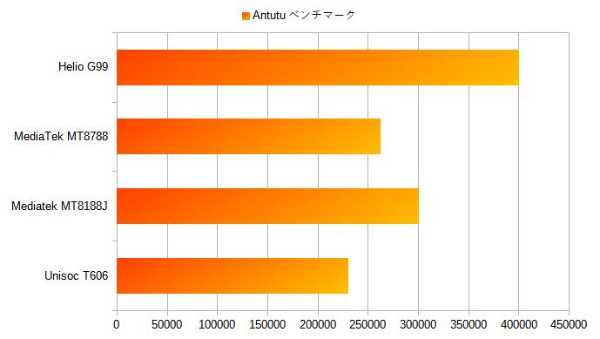 Antutu ベンチマーク
Helio G99
MediaTek MT8788
Mediatek MT8188J
Unisoc T606
0 50000 100000 150000 200000 250000 300000 350000 400000 450000